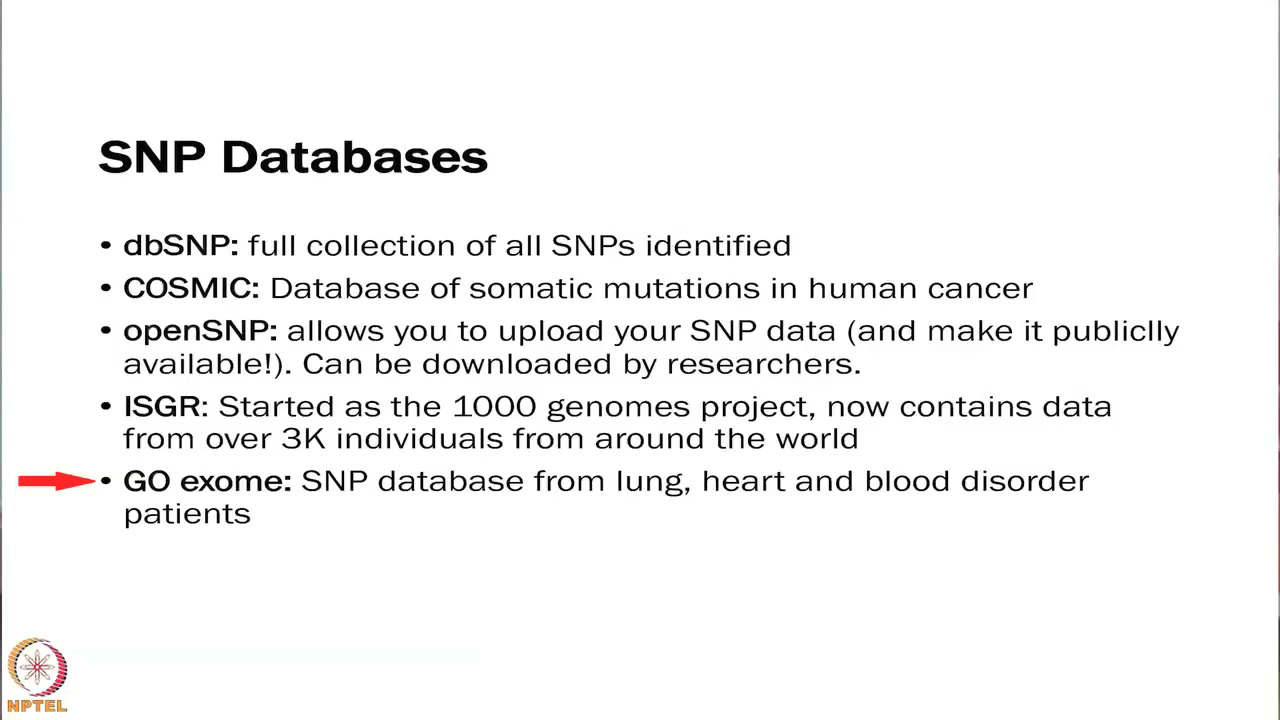 SNP Databases
• dbSNP: full collection of all SNPs identified
• COSMIC: Database of somatic mutations in human cancer
• openSNP: allows you to upload your SNP data (and make it publiclly
available!). Can be downloaded by researchers.
• ISGR: Started as the 1000 genomes project, now contains data
from over 3K individuals from around the world
• GO exome: SNP database from lung, heart and blood disorder
patients
NPTEL